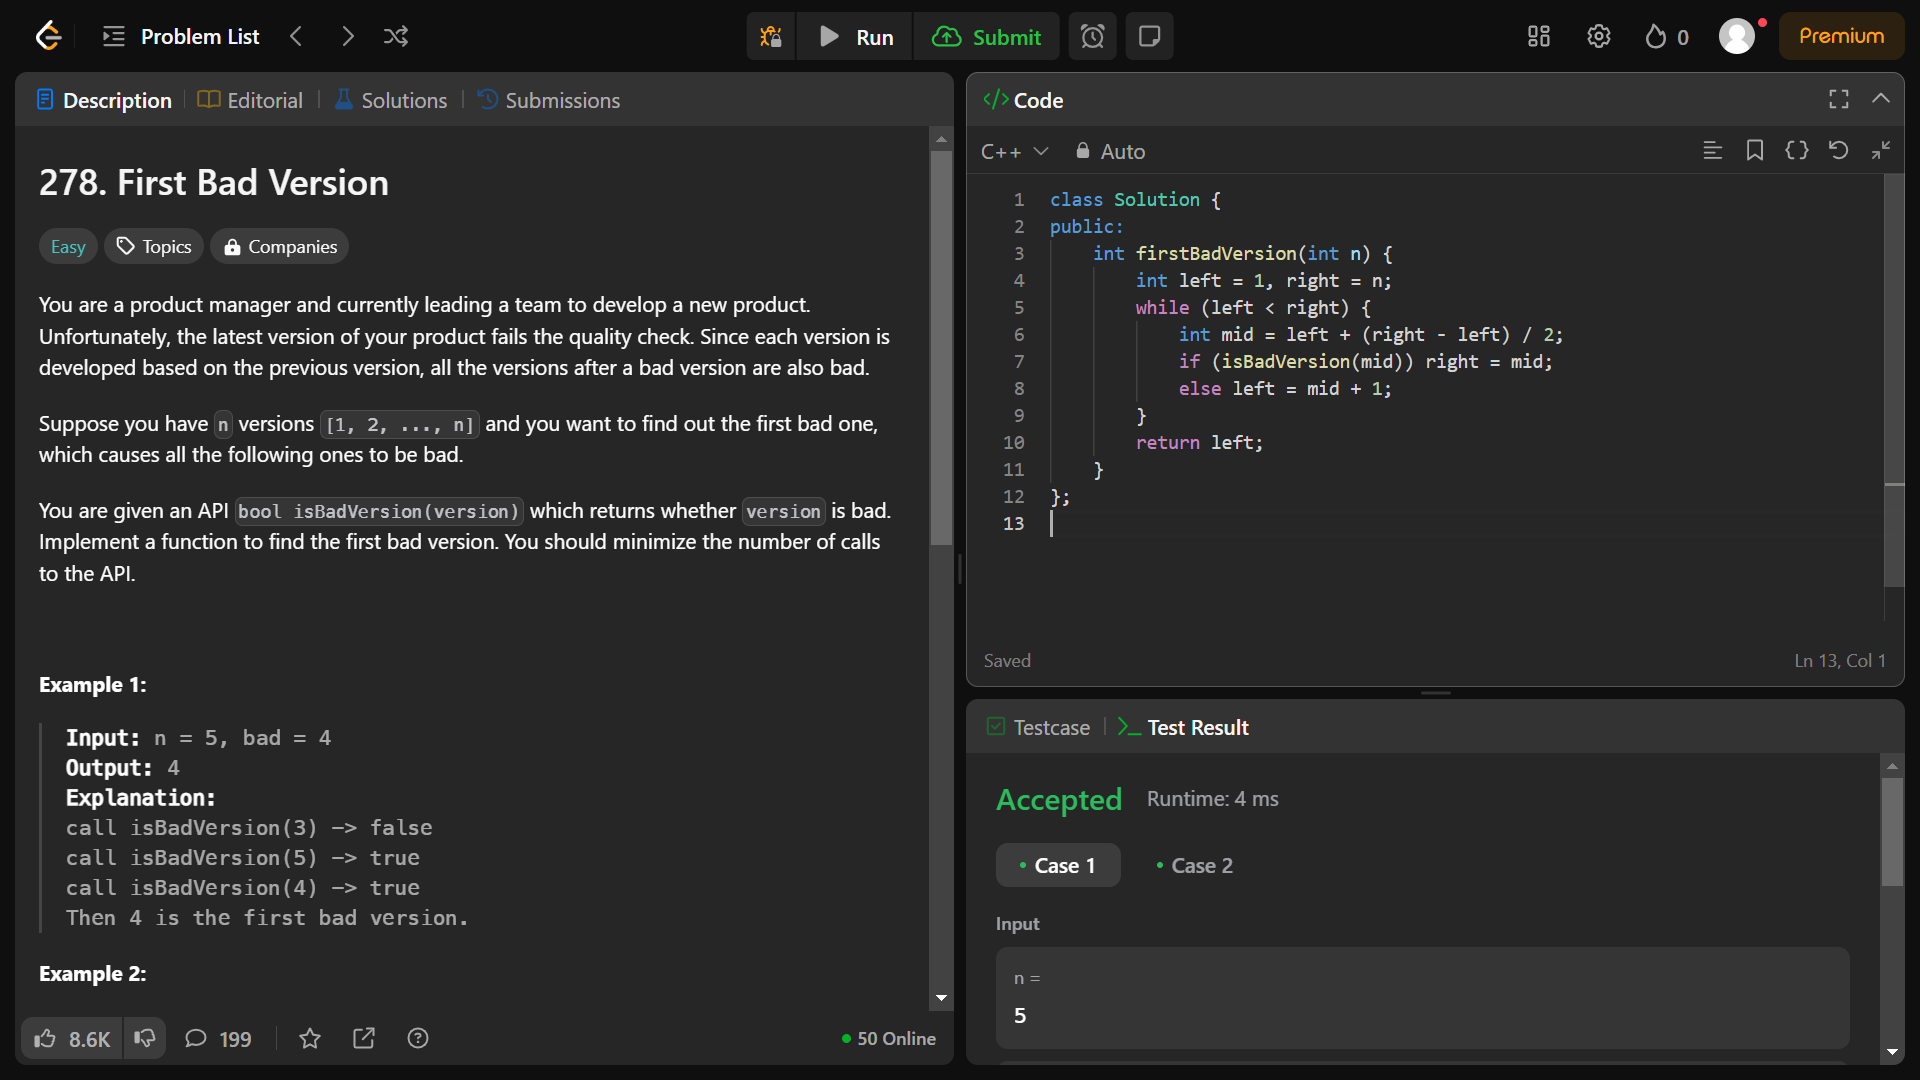 Problem List
Run
Submit
0
Premium
Description
Editorial
Solutions
Submissions
278. First Bad Version
Easy
Topics
Companies
You are a product manager and currently leading a team to develop a new product.
Unfortunately, the latest version of your product fails the quality check. Since each version is
developed based on the previous version, all the versions after a bad version are also bad.
Suppose you have n versions [1, 2, ..., n] and you want to find out the first bad one,
which causes all the following ones to be bad.
You are given an API bool isBadVersion(version) which returns whether version is bad.
Implement a function to find the first bad version. You should minimize the number of calls
to the API.
Example 1:
Input: n = 5, bad = 4
Output: 4
Explanation:
call isBadVersion(3) -> false
call isBadVersion(5) -> true
call isBadVersion(4) -> true
Then 4 is the first bad version.
Example 2:
8.6K
199
50 Online
Code
C++
Auto
1 class Solution {
2 public:
3 int firstBadVersion(int n) {
4 int left = 1, right = n;
5 while (left < right) {
6 int mid = left + (right - left) / 2;
7 if (isBadVersion(mid)) right = mid;
8 else left = mid + 1;
9 }
10 return left;
11 }
12 };
13
Saved
Ln 13, Col 1
Testcase
Test Result
Accepted
Runtime: 4 ms
Case 1
Case 2
Input
n =
5